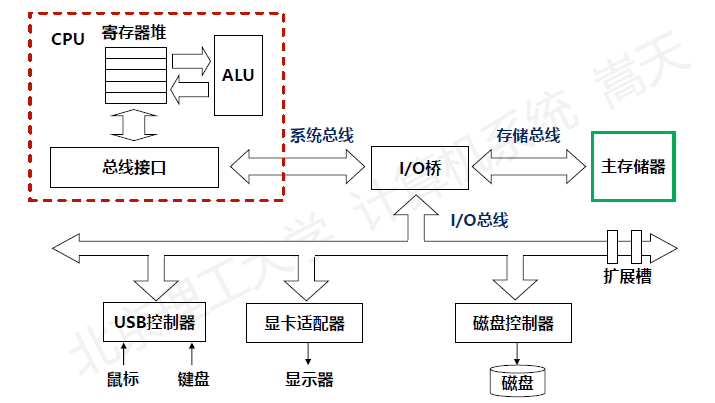 CPU
寄存器堆
ALU
总线接口
系统总线
I/O桥
存储总线
主存储器
I/O总线
扩展槽
USB控制器
显卡适配器
磁盘控制器
鼠标
键盘
显示器
磁盘
北京理工大学 计算机系统 嵩天